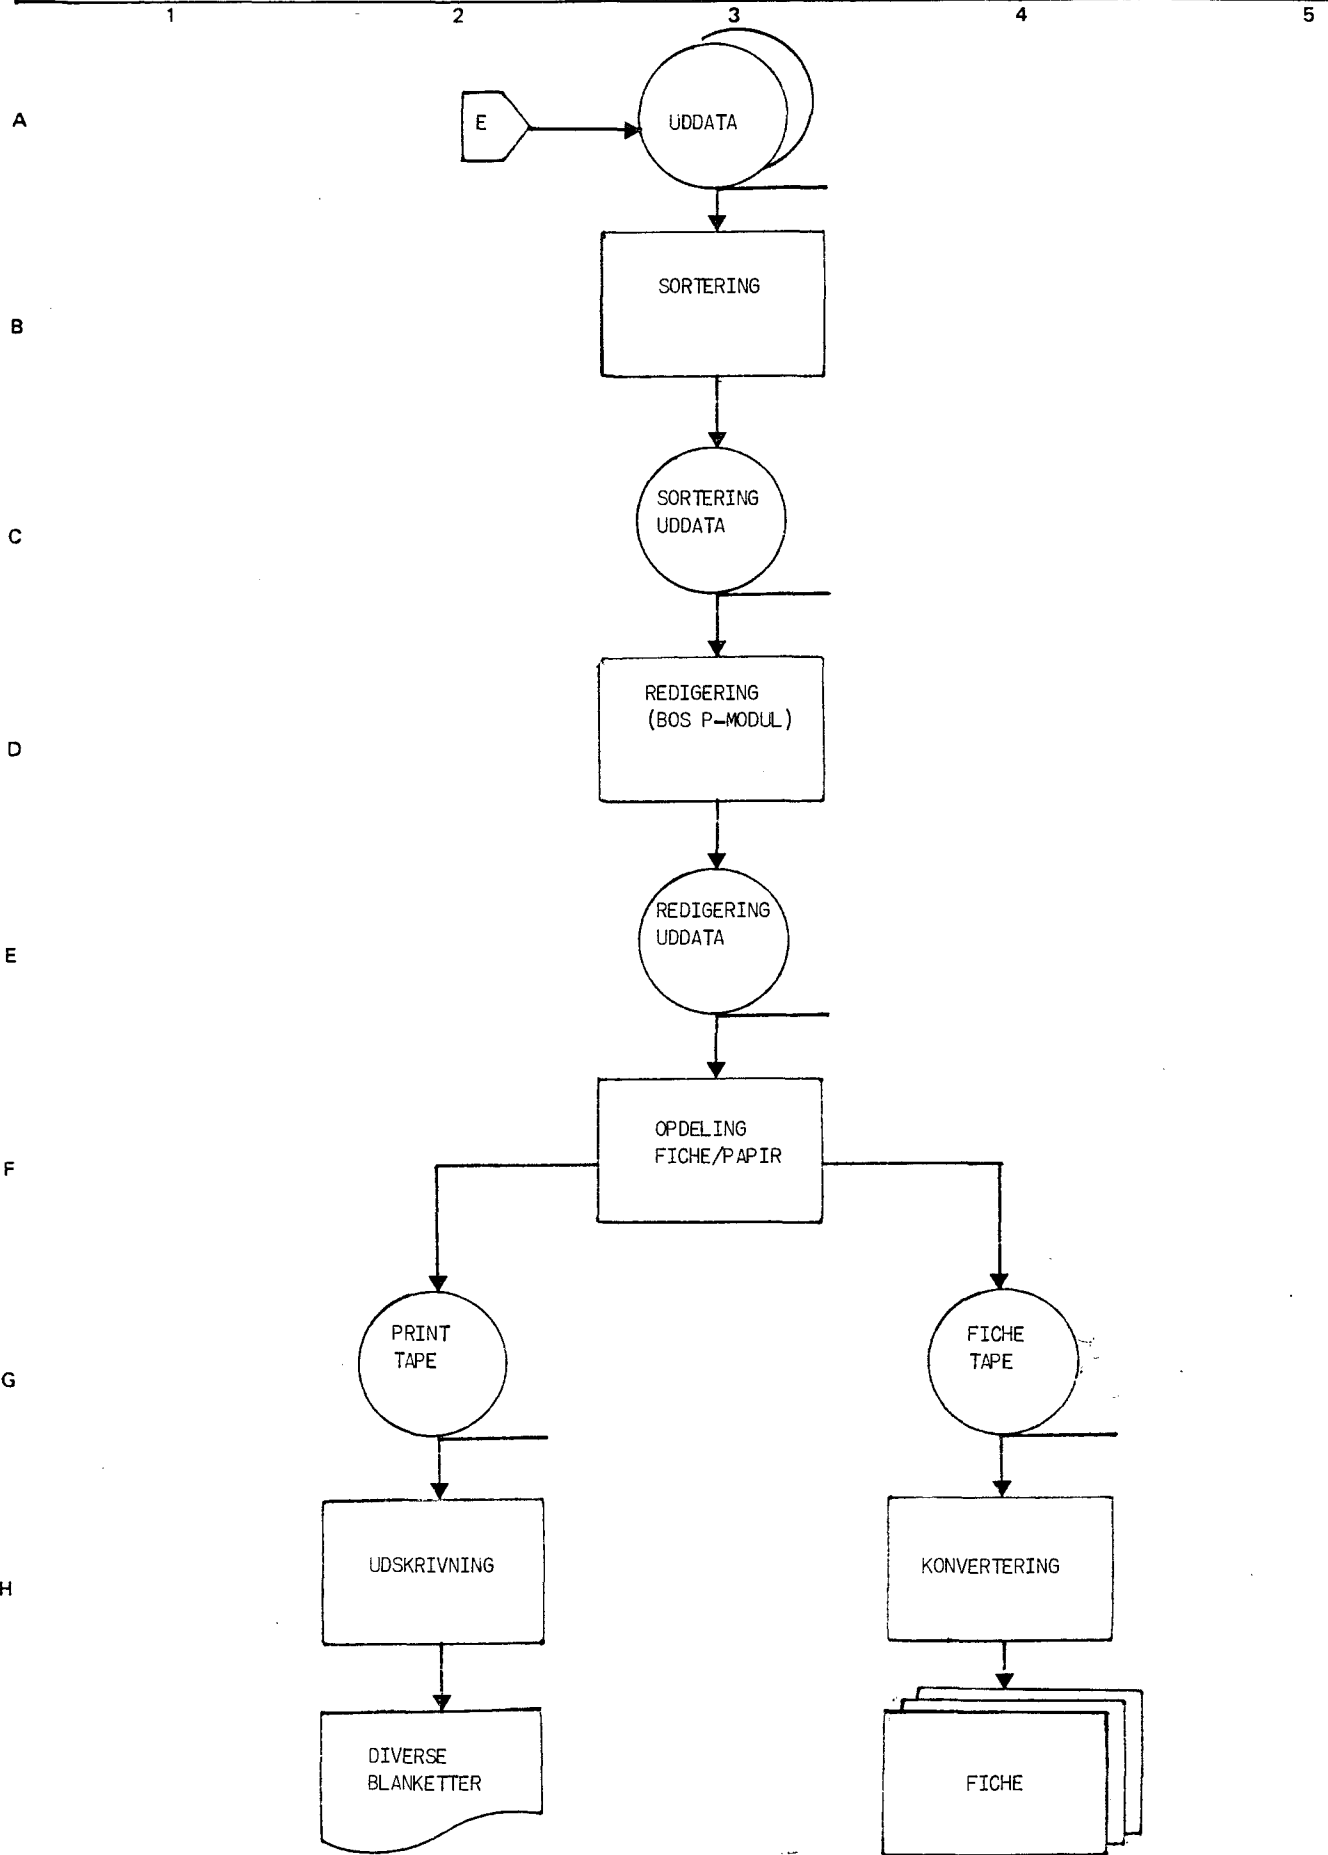 1 2 3 4 5
A
E
UDDATA
SORTERING
B
SORTERING
UDDATA
C
REDIGERING
(BOS P-MODUL)
D
REDIGERING
UDDATA
E
OPDELING
FICHE/PAPIR
F
PRINT
TAPE
FICHE
TAPE
G
UDSKRIVNING
KONVERTERING
H
DIVERSE
BLANKETTER
FICHE